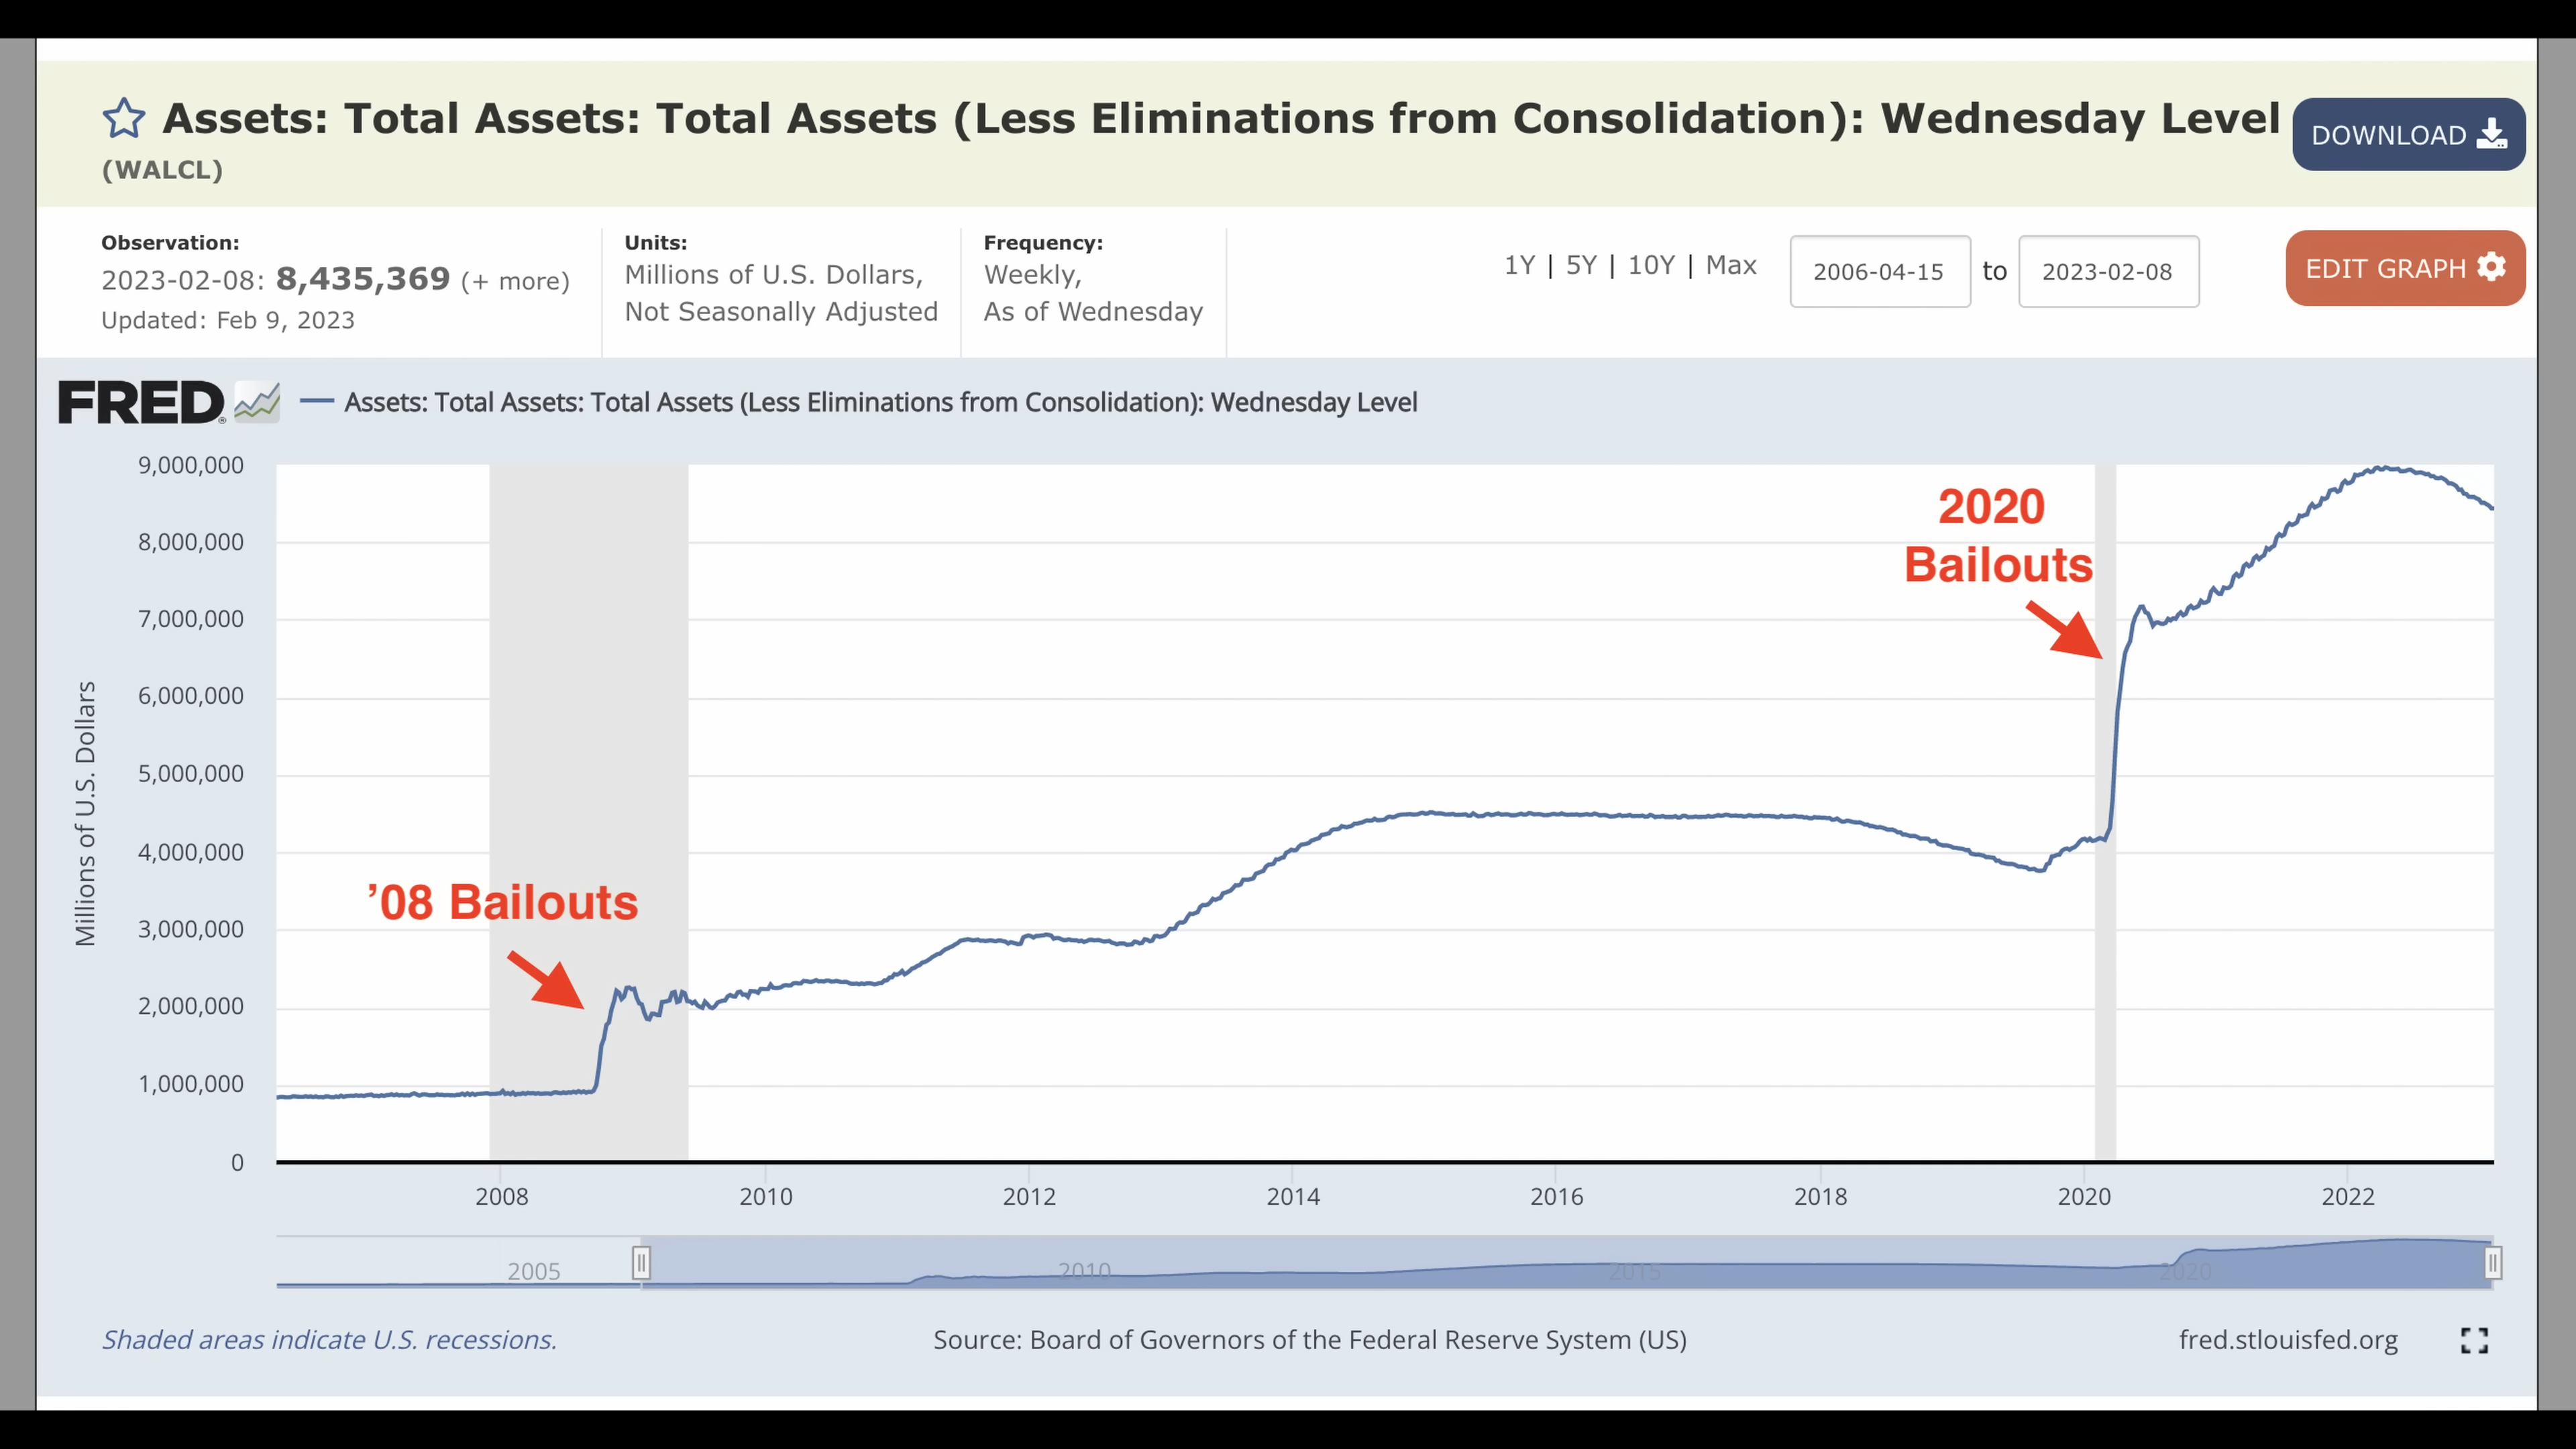 Assets: Total Assets: Total Assets (Less Eliminations from Consolidation): Wednesday Level
(WALCL)
DOWNLOAD
Observation:
2023-02-08: 8,435,369 (+ more)
Updated: Feb 9, 2023
Units:
Millions of U.S. Dollars,
Not Seasonally Adjusted
Frequency:
Weekly,
As of Wednesday
1Y | 5Y | 10Y | Max
2006-04-15 to 2023-02-08
EDIT GRAPH
FRED
Assets: Total Assets: Total Assets (Less Eliminations from Consolidation): Wednesday Level
Millions of U.S. Dollars
9,000,000
8,000,000
7,000,000
6,000,000
5,000,000
4,000,000
3,000,000
2,000,000
1,000,000
0
'08 Bailouts
2020
Bailouts
2008 2010 2012 2014 2016 2018 2020 2022
2005 2010 2015 2020
Shaded areas indicate U.S. recessions.
Source: Board of Governors of the Federal Reserve System (US)
fred.stlouisfed.org